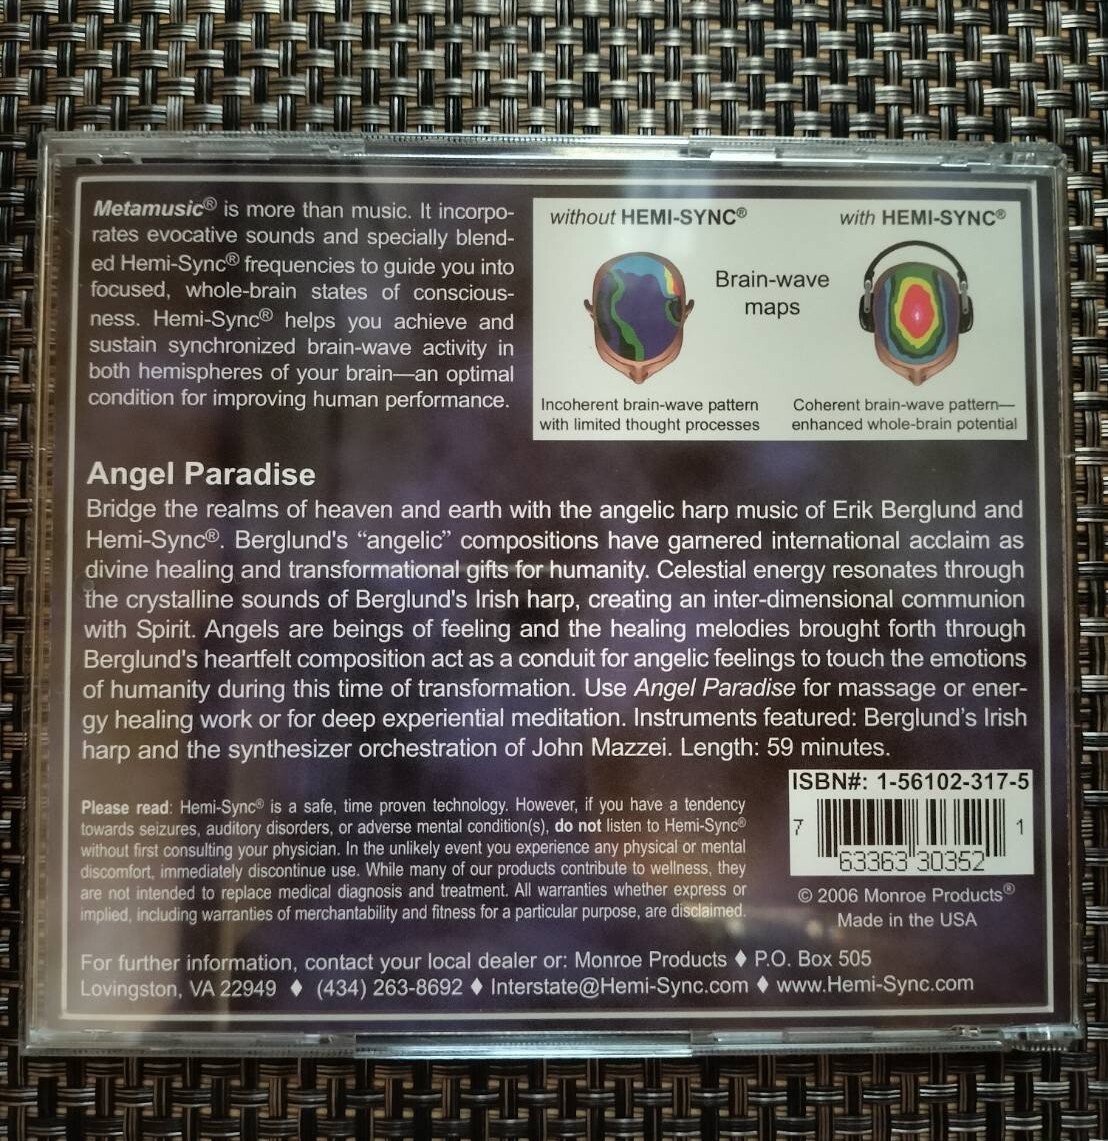 Metamusic® is more than music. It incorpo-
rates evocative sounds and specially blend-
ed Hemi-Sync® frequencies to guide you into
focused, whole-brain states of conscious-
ness. Hemi-Sync® helps you achieve and
sustain synchronized brain-wave activity in
both hemispheres of your brain—an optimal
condition for improving human performance.
without HEMI-SYNC®
with HEMI-SYNC®
Brain-wave
maps
Incoherent brain-wave pattern
with limited thought processes
Coherent brain-wave pattern—
enhanced whole-brain potential
Angel Paradise
Bridge the realms of heaven and earth with the angelic harp music of Erik Berglund and
Hemi-Sync®. Berglund's “angelic” compositions have garnered international acclaim as
divine healing and transformational gifts for humanity. Celestial energy resonates through
the crystalline sounds of Berglund's Irish harp, creating an inter-dimensional communion
with Spirit. Angels are beings of feeling and the healing melodies brought forth through
Berglund's heartfelt composition act as a conduit for angelic feelings to touch the emotions
of humanity during this time of transformation. Use Angel Paradise for massage or ener-
gy healing work or for deep experiential meditation. Instruments featured: Berglund’s Irish
harp and the synthesizer orchestration of John Mazzei. Length: 59 minutes.
Please read: Hemi-Sync® is a safe, time proven technology. However, if you have a tendency
towards seizures, auditory disorders, or adverse mental condition(s), do not listen to Hemi-Sync®
without first consulting your physician. In the unlikely event you experience any physical or mental
discomfort, immediately discontinue use. While many of our products contribute to wellness, they
are not intended to replace medical diagnosis and treatment. All warranties whether express or
implied, including warranties of merchantability and fitness for a particular purpose, are disclaimed.
ISBN#: 1-56102-317-5
7 63363 30352 1
© 2006 Monroe Products®
Made in the USA
For further information, contact your local dealer or: Monroe Products ♦ P.O. Box 505
Lovingston, VA 22949 ♦ (434) 263-8692 ♦ Interstate@Hemi-Sync.com ♦ www.Hemi-Sync.com